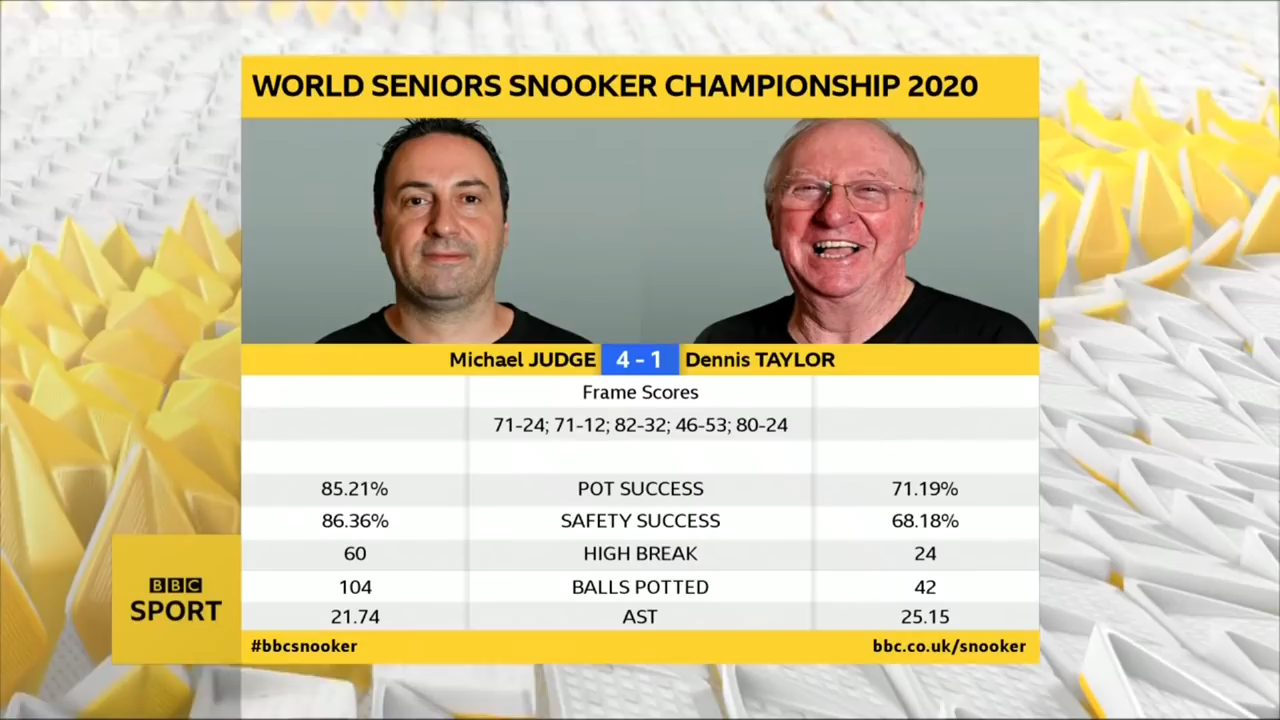 BBC
WORLD SENIORS SNOOKER CHAMPIONSHIP 2020
Michael JUDGE 4 - 1 Dennis TAYLOR
Frame Scores
71-24; 71-12; 82-32; 46-53; 80-24
85.21% POT SUCCESS 71.19%
86.36% SAFETY SUCCESS 68.18%
60 HIGH BREAK 24
104 BALLS POTTED 42
21.74 AST 25.15
BBC
SPORT
#bbcsnooker bbc.co.uk/snooker